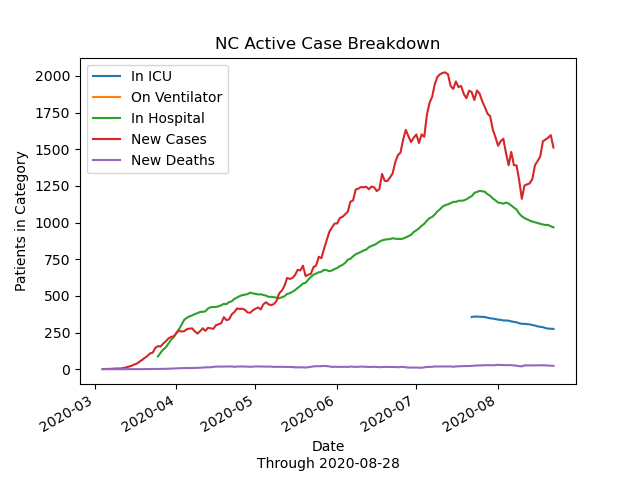 NC Active Case Breakdown
In ICU
On Ventilator
In Hospital
New Cases
New Deaths
Patients in Category
2000
1750
1500
1250
1000
750
500
250
0
2020-03
2020-04
2020-05
2020-06
2020-07
2020-08
Date
Through 2020-08-28